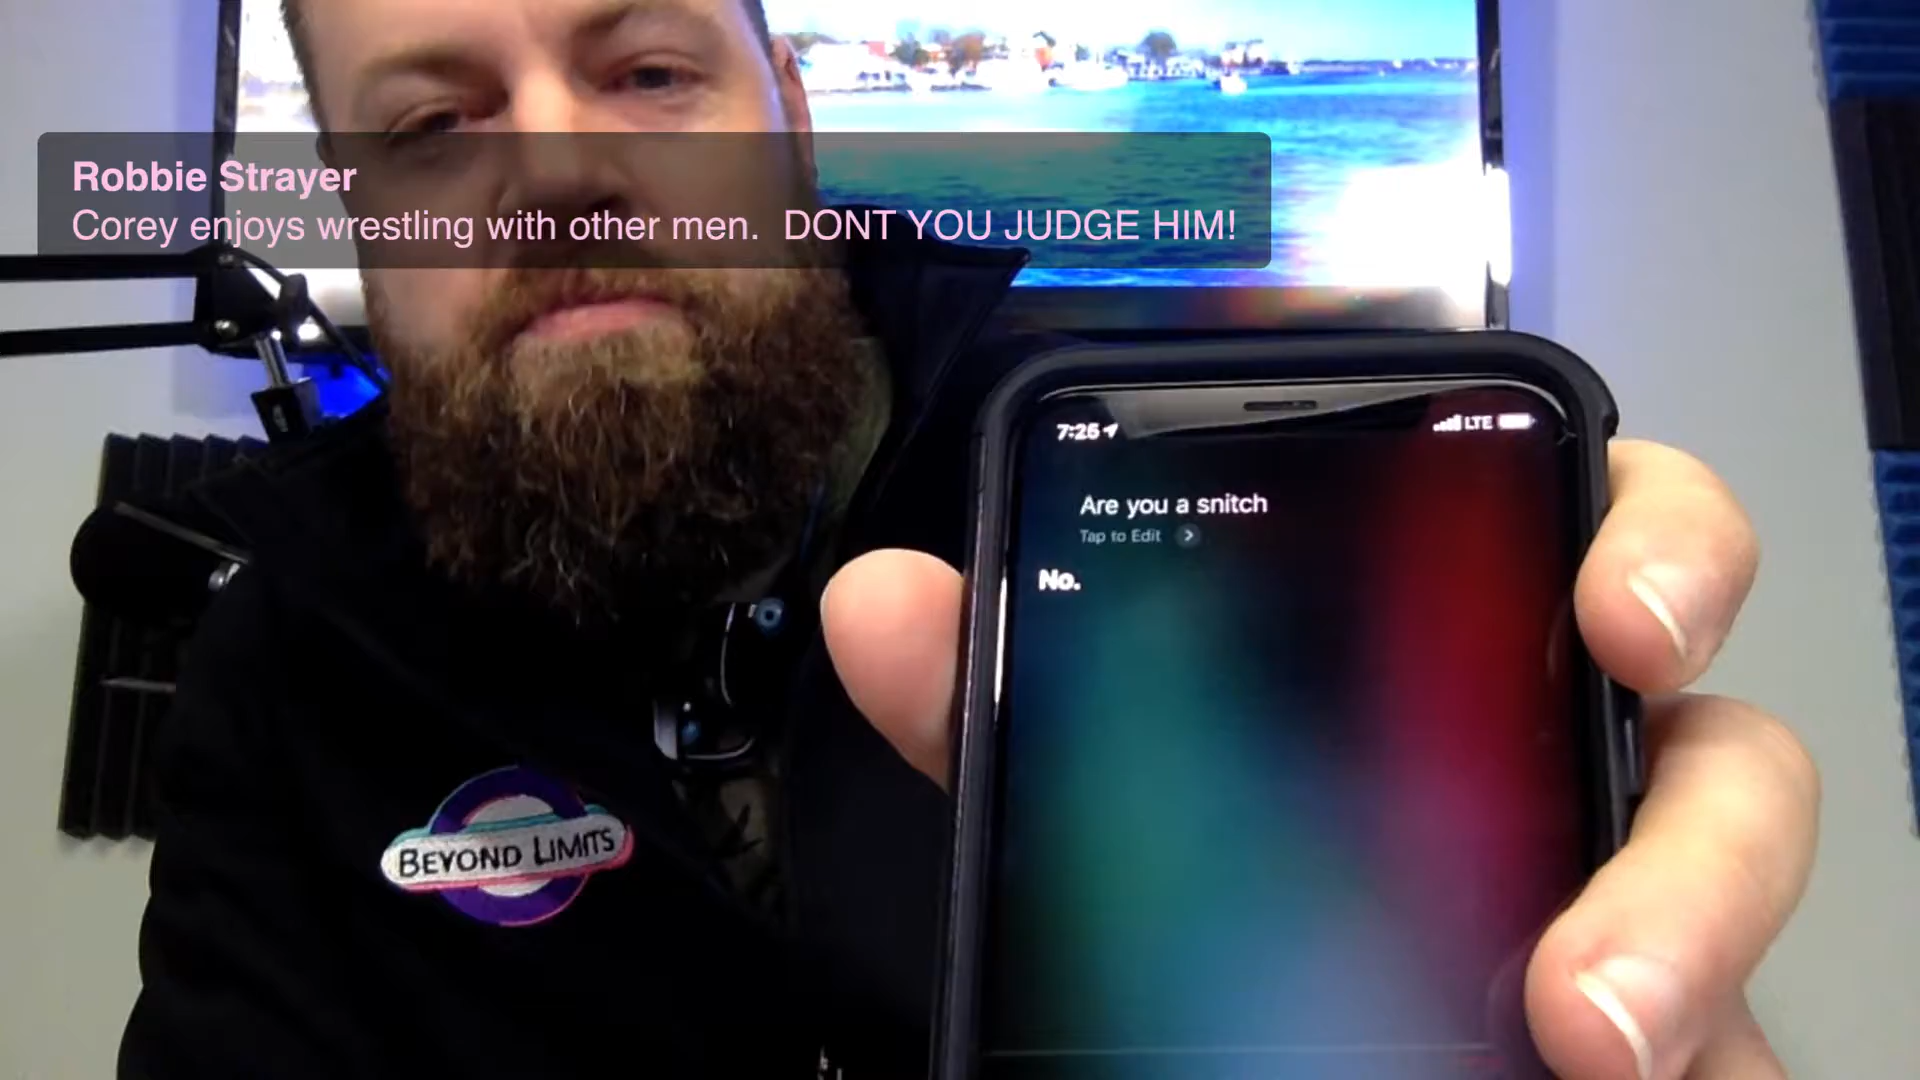 Robbie Strayer
Corey enjoys wrestling with other men.  DONT YOU JUDGE HIM!
7:25
LTE
Are you a snitch
Tap to Edit
No.
BEYOND LIMITS